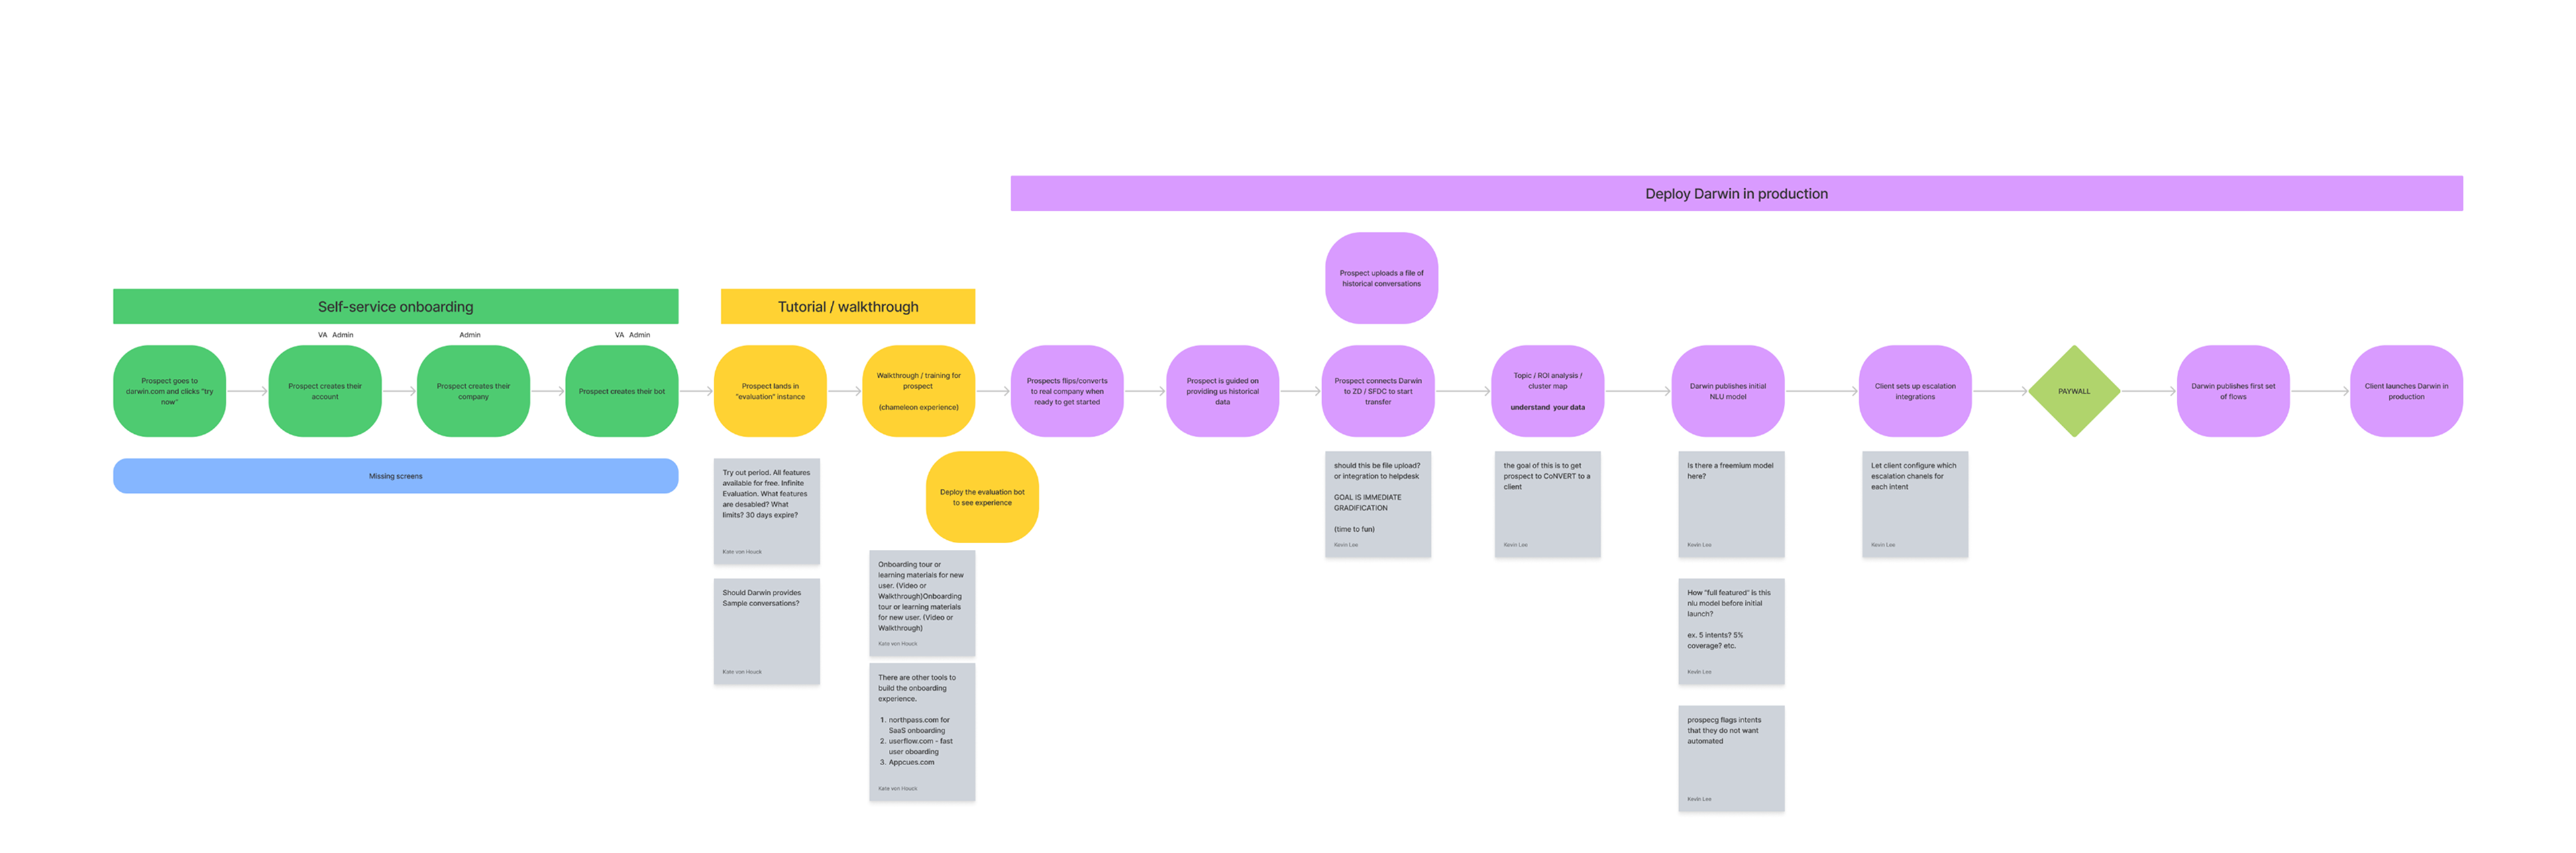 Deploy Darwin in production
Prospect uploads a file of
historical conversations
Self-service onboarding
Tutorial / walkthrough
VA Admin
Admin
VA Admin
Prospect goes to
darwin.com and clicks "try
now"
Prospect creates their
account
Prospect creates their
company
Prospect creates their bot
Prospect lands in
"evaluation" instance
Walkthrough / training for
prospect
(chameleon experience)
Prospects flips/converts
to real company when
ready to get started
Prospect is guided on
providing us historical
data
Prospect connects Darwin
to ZD / SFDC to start
transfer
Topic / ROI analysis /
cluster map
understand your data
Darwin publishes initial
NLU model
Client sets up escalation
integrations
PAYWALL
Darwin publishes first set
of flows
Client launches Darwin in
production
Missing screens
Try out period. All features
available for free. Infinite
Evaluation. What features
are desabled? What
limits? 30 days expire?
Kate von Houck
Should Darwin provides
Sample conversations?
Kate von Houck
Deploy the evaluation bot
to see experience
Onboarding tour or
learning materials for new
user. (Video or
Walkthrough)Onboarding
tour or learning materials
for new user. (Video or
Walkthrough)
Kate von Houck
There are other tools to
build the onboarding
experience.
1. northpass.com for
SaaS onboarding
2. userflow.com - fast
user oboarding
3. Appcues.com
Kate von Houck
should this be file upload?
or integration to helpdesk
GOAL IS IMMEDIATE
GRADIFICATION
(time to fun)
Kevin Lee
the goal of this is to get
prospect to CoNVERT to a
client
Kevin Lee
Is there a freemium model
here?
Kevin Lee
How "full featured" is this
nlu model before initial
launch?
ex. 5 intents? 5%
coverage? etc.
Kevin Lee
prospecg flags intents
that they do not want
automated
Kevin Lee
Let client configure which
escalation chanels for
each intent
Kevin Lee